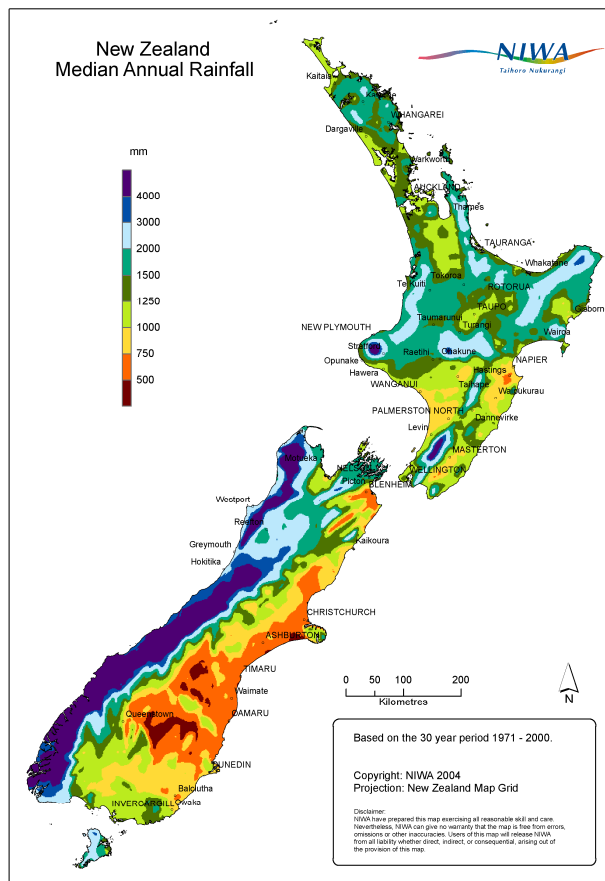 New Zealand
Median Annual Rainfall
NIWA
Taihoro Nukurangi
mm
4000
3000
2000
1500
1250
1000
750
500
Kaitaia
WHANGAREI
Dargaville
Warkworth
AUCKLAND
Thames
TAURANGA
Whakatane
Tokoroa
ROTORUA
Te Kuiti
TAUPO
Gisborn
Taumarunui
NEW PLYMOUTH
Turangi
Wairoa
Stratford
Raetihi
Ohakune
NAPIER
Opunake
Hawera
Hastings
WANGANUI
Taihape
Waipukurau
PALMERSTON NORTH
Dannevirke
Levin
MASTERTON
WELLINGTON
Motueka
NELSON
Picton
BLENHEIM
Westport
Reefton
Greymouth
Kaikoura
Hokitika
CHRISTCHURCH
ASHBURTON
TIMARU
Waimate
Queenstown
OAMARU
DUNEDIN
Balclutha
INVERCARGILL
Owaka
0 50 100 200
Kilometres
N
Based on the 30 year period 1971 - 2000.
Copyright: NIWA 2004
Projection: New Zealand Map Grid
Disclaimer:
NIWA have prepared this map exercising all reasonable skill and care.
Nevertheless, NIWA can give no warranty that the map is free from errors,
omissions or other inaccuracies. Users of this map will release NIWA
from all liability whether direct, indirect, or consequential, arising out of
the provision of this map.